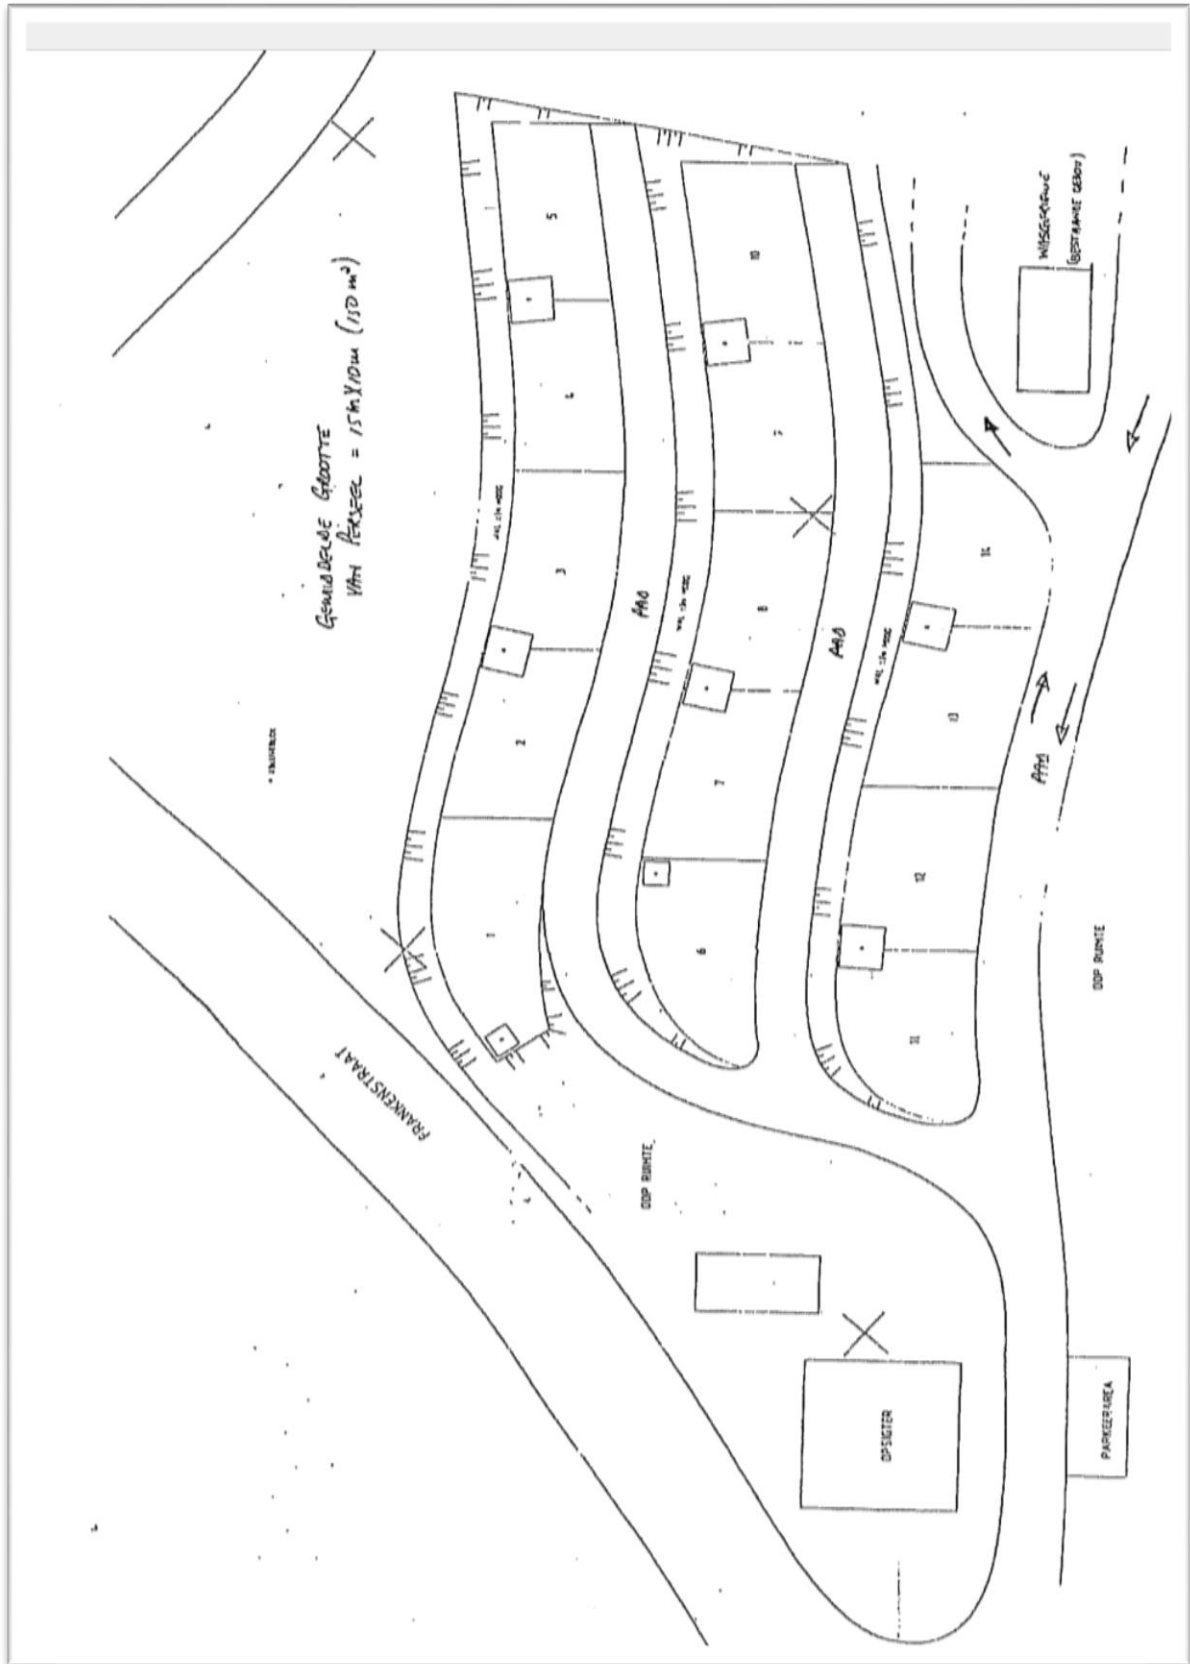 GEMIDDELDE GROOTTE
VAN PERSEEL = 15m X 10m (150 m²)
WASGERIEWE
(BESTAANDE GEBOU)
5
10
4
3
14
8
2
13
7
1
12
6
11
PAD
PAD
PAD
FRANKENSTRAAT
OOP RUIMTE
OOP RUIMTE
OPSIGTER
PARKEERAREA